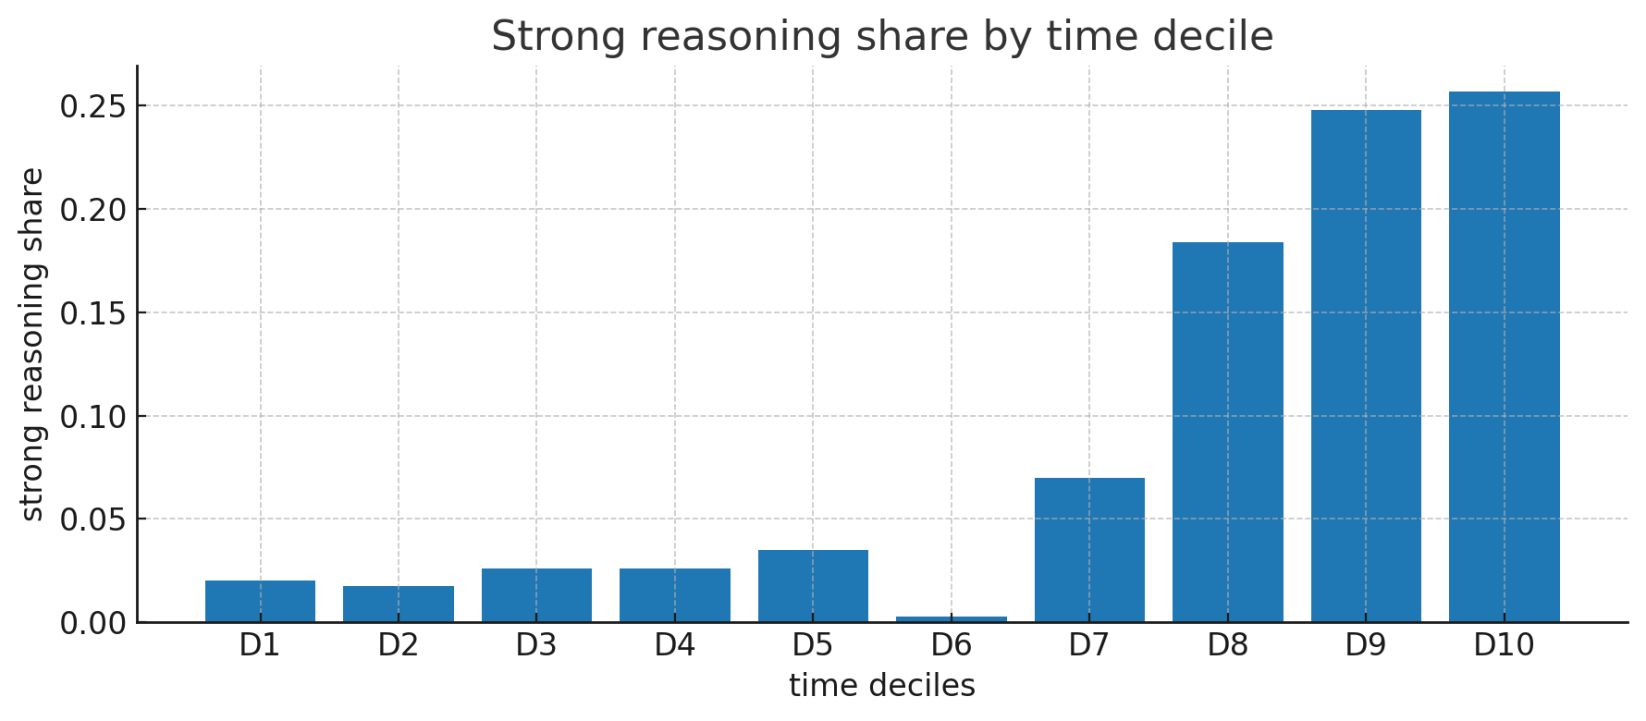 Strong reasoning share by time decile
strong reasoning share
0.25
0.20
0.15
0.10
0.05
0.00
D1 D2 D3 D4 D5 D6 D7 D8 D9 D10
time deciles